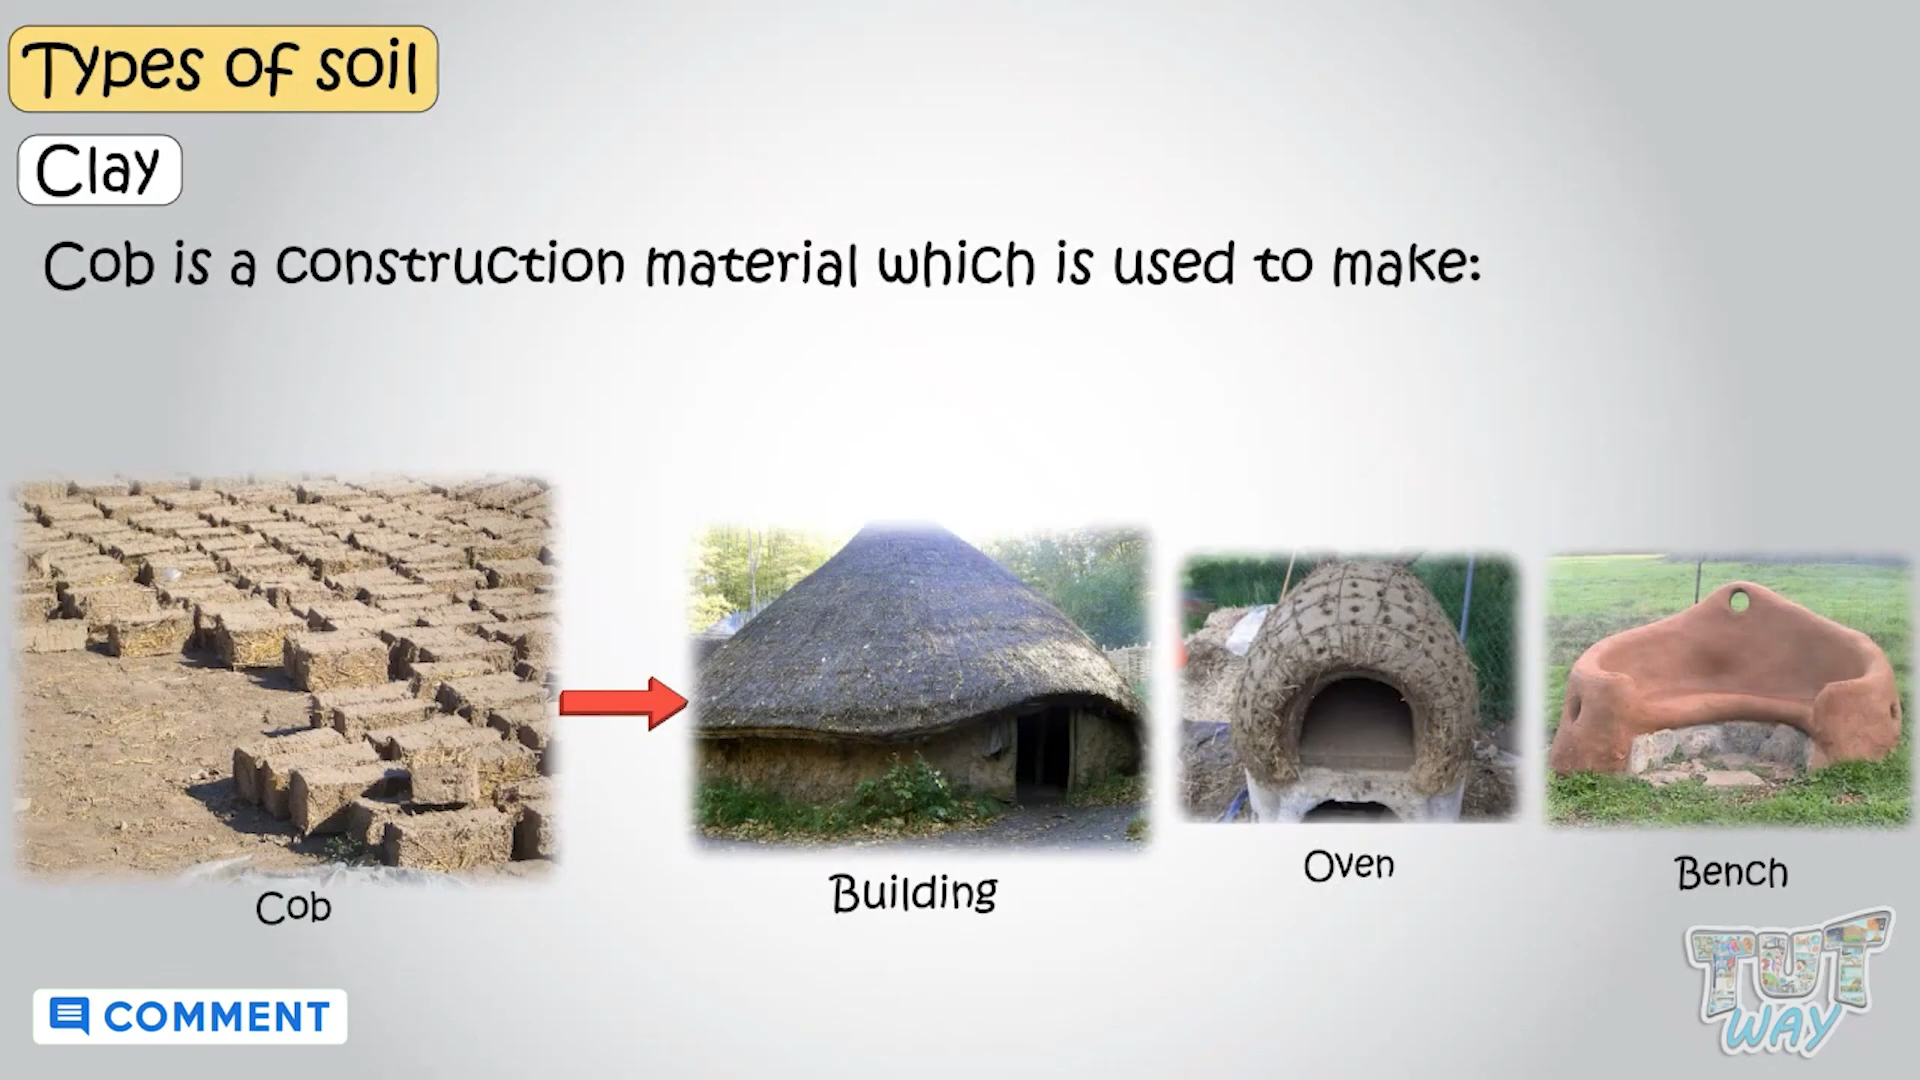 Types of soil
Clay
Cob is a construction material which is used to make:
Cob
Building
Oven
Bench
COMMENT
TUT
WAY